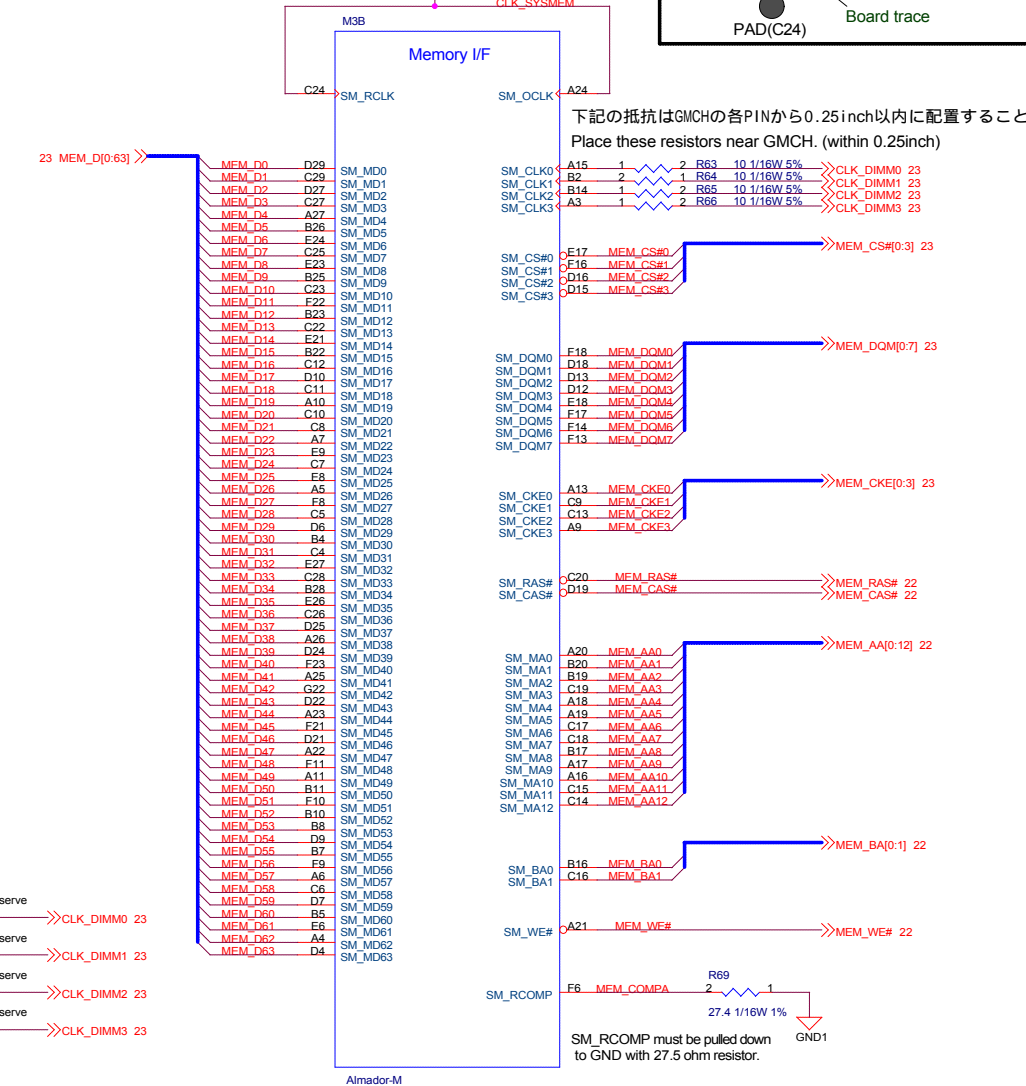 CLK_SYSMEM
Board trace
PAD(C24)
M3B
Memory I/F
C24 SM_RCLK
SM_OCLK A24
下記の抵抗はGMCHの各PINから0.25inch以内に配置すること
Place these resistors near GMCH. (within 0.25inch)
23 MEM_D[0:63]
MEM_D0 D29 SM_MD0
MEM_D1 C29 SM_MD1
MEM_D2 D27 SM_MD2
MEM_D3 C27 SM_MD3
MEM_D4 A27 SM_MD4
MEM_D5 B26 SM_MD5
MEM_D6 E24 SM_MD6
MEM_D7 C25 SM_MD7
MEM_D8 E23 SM_MD8
MEM_D9 B25 SM_MD9
MEM_D10 C23 SM_MD10
MEM_D11 F22 SM_MD11
MEM_D12 B23 SM_MD12
MEM_D13 C22 SM_MD13
MEM_D14 E21 SM_MD14
MEM_D15 B22 SM_MD15
MEM_D16 C12 SM_MD16
MEM_D17 D10 SM_MD17
MEM_D18 C11 SM_MD18
MEM_D19 A10 SM_MD19
MEM_D20 C10 SM_MD20
MEM_D21 C8 SM_MD21
MEM_D22 A7 SM_MD22
MEM_D23 E9 SM_MD23
MEM_D24 C7 SM_MD24
MEM_D25 E8 SM_MD25
MEM_D26 A5 SM_MD26
MEM_D27 F8 SM_MD27
MEM_D28 C5 SM_MD28
MEM_D29 D6 SM_MD29
MEM_D30 B4 SM_MD30
MEM_D31 C4 SM_MD31
MEM_D32 E27 SM_MD32
MEM_D33 C28 SM_MD33
MEM_D34 B28 SM_MD34
MEM_D35 E26 SM_MD35
MEM_D36 C26 SM_MD36
MEM_D37 D25 SM_MD37
MEM_D38 A26 SM_MD38
MEM_D39 D24 SM_MD39
MEM_D40 F23 SM_MD40
MEM_D41 A25 SM_MD41
MEM_D42 G22 SM_MD42
MEM_D43 D22 SM_MD43
MEM_D44 A23 SM_MD44
MEM_D45 F21 SM_MD45
MEM_D46 D21 SM_MD46
MEM_D47 A22 SM_MD47
MEM_D48 F11 SM_MD48
MEM_D49 A11 SM_MD49
MEM_D50 B11 SM_MD50
MEM_D51 F10 SM_MD51
MEM_D52 B10 SM_MD52
MEM_D53 B8 SM_MD53
MEM_D54 D9 SM_MD54
MEM_D55 B7 SM_MD55
MEM_D56 F9 SM_MD56
MEM_D57 A6 SM_MD57
MEM_D58 C6 SM_MD58
MEM_D59 D7 SM_MD59
MEM_D60 B5 SM_MD60
MEM_D61 E6 SM_MD61
MEM_D62 A4 SM_MD62
MEM_D63 D4 SM_MD63
SM_CLK0 A15 1 2 R63 10 1/16W 5% CLK_DIMM0 23
SM_CLK1 B2 2 1 R64 10 1/16W 5% CLK_DIMM1 23
SM_CLK2 B14 1 2 R65 10 1/16W 5% CLK_DIMM2 23
SM_CLK3 A3 1 2 R66 10 1/16W 5% CLK_DIMM3 23
MEM_CS#[0:3] 23
SM_CS#0 E17 MEM_CS#0
SM_CS#1 F16 MEM_CS#1
SM_CS#2 D16 MEM_CS#2
SM_CS#3 D15 MEM_CS#3
MEM_DQM[0:7] 23
SM_DQM0 F18 MEM_DQM0
SM_DQM1 D18 MEM_DQM1
SM_DQM2 D13 MEM_DQM2
SM_DQM3 D12 MEM_DQM3
SM_DQM4 E18 MEM_DQM4
SM_DQM5 F17 MEM_DQM5
SM_DQM6 F14 MEM_DQM6
SM_DQM7 F13 MEM_DQM7
MEM_CKE[0:3] 23
SM_CKE0 A13 MEM_CKE0
SM_CKE1 C9 MEM_CKE1
SM_CKE2 C13 MEM_CKE2
SM_CKE3 A9 MEM_CKE3
SM_RAS# C20 MEM_RAS# MEM_RAS# 22
SM_CAS# D19 MEM_CAS# MEM_CAS# 22
MEM_AA[0:12] 22
SM_MA0 A20 MEM_AA0
SM_MA1 B20 MEM_AA1
SM_MA2 B19 MEM_AA2
SM_MA3 C19 MEM_AA3
SM_MA4 A18 MEM_AA4
SM_MA5 A19 MEM_AA5
SM_MA6 C17 MEM_AA6
SM_MA7 C18 MEM_AA7
SM_MA8 B17 MEM_AA8
SM_MA9 A17 MEM_AA9
SM_MA10 A16 MEM_AA10
SM_MA11 C15 MEM_AA11
SM_MA12 C14 MEM_AA12
MEM_BA[0:1] 22
SM_BA0 B16 MEM_BA0
SM_BA1 C16 MEM_BA1
SM_WE# A21 MEM_WE# MEM_WE# 22
R69
SM_RCOMP F6 MEM_COMPA 2 1
27.4 1/16W 1%
GND1
SM_RCOMP must be pulled down
to GND with 27.5 ohm resistor.
serve
CLK_DIMM0 23
serve
CLK_DIMM1 23
serve
CLK_DIMM2 23
serve
CLK_DIMM3 23
Almador-M